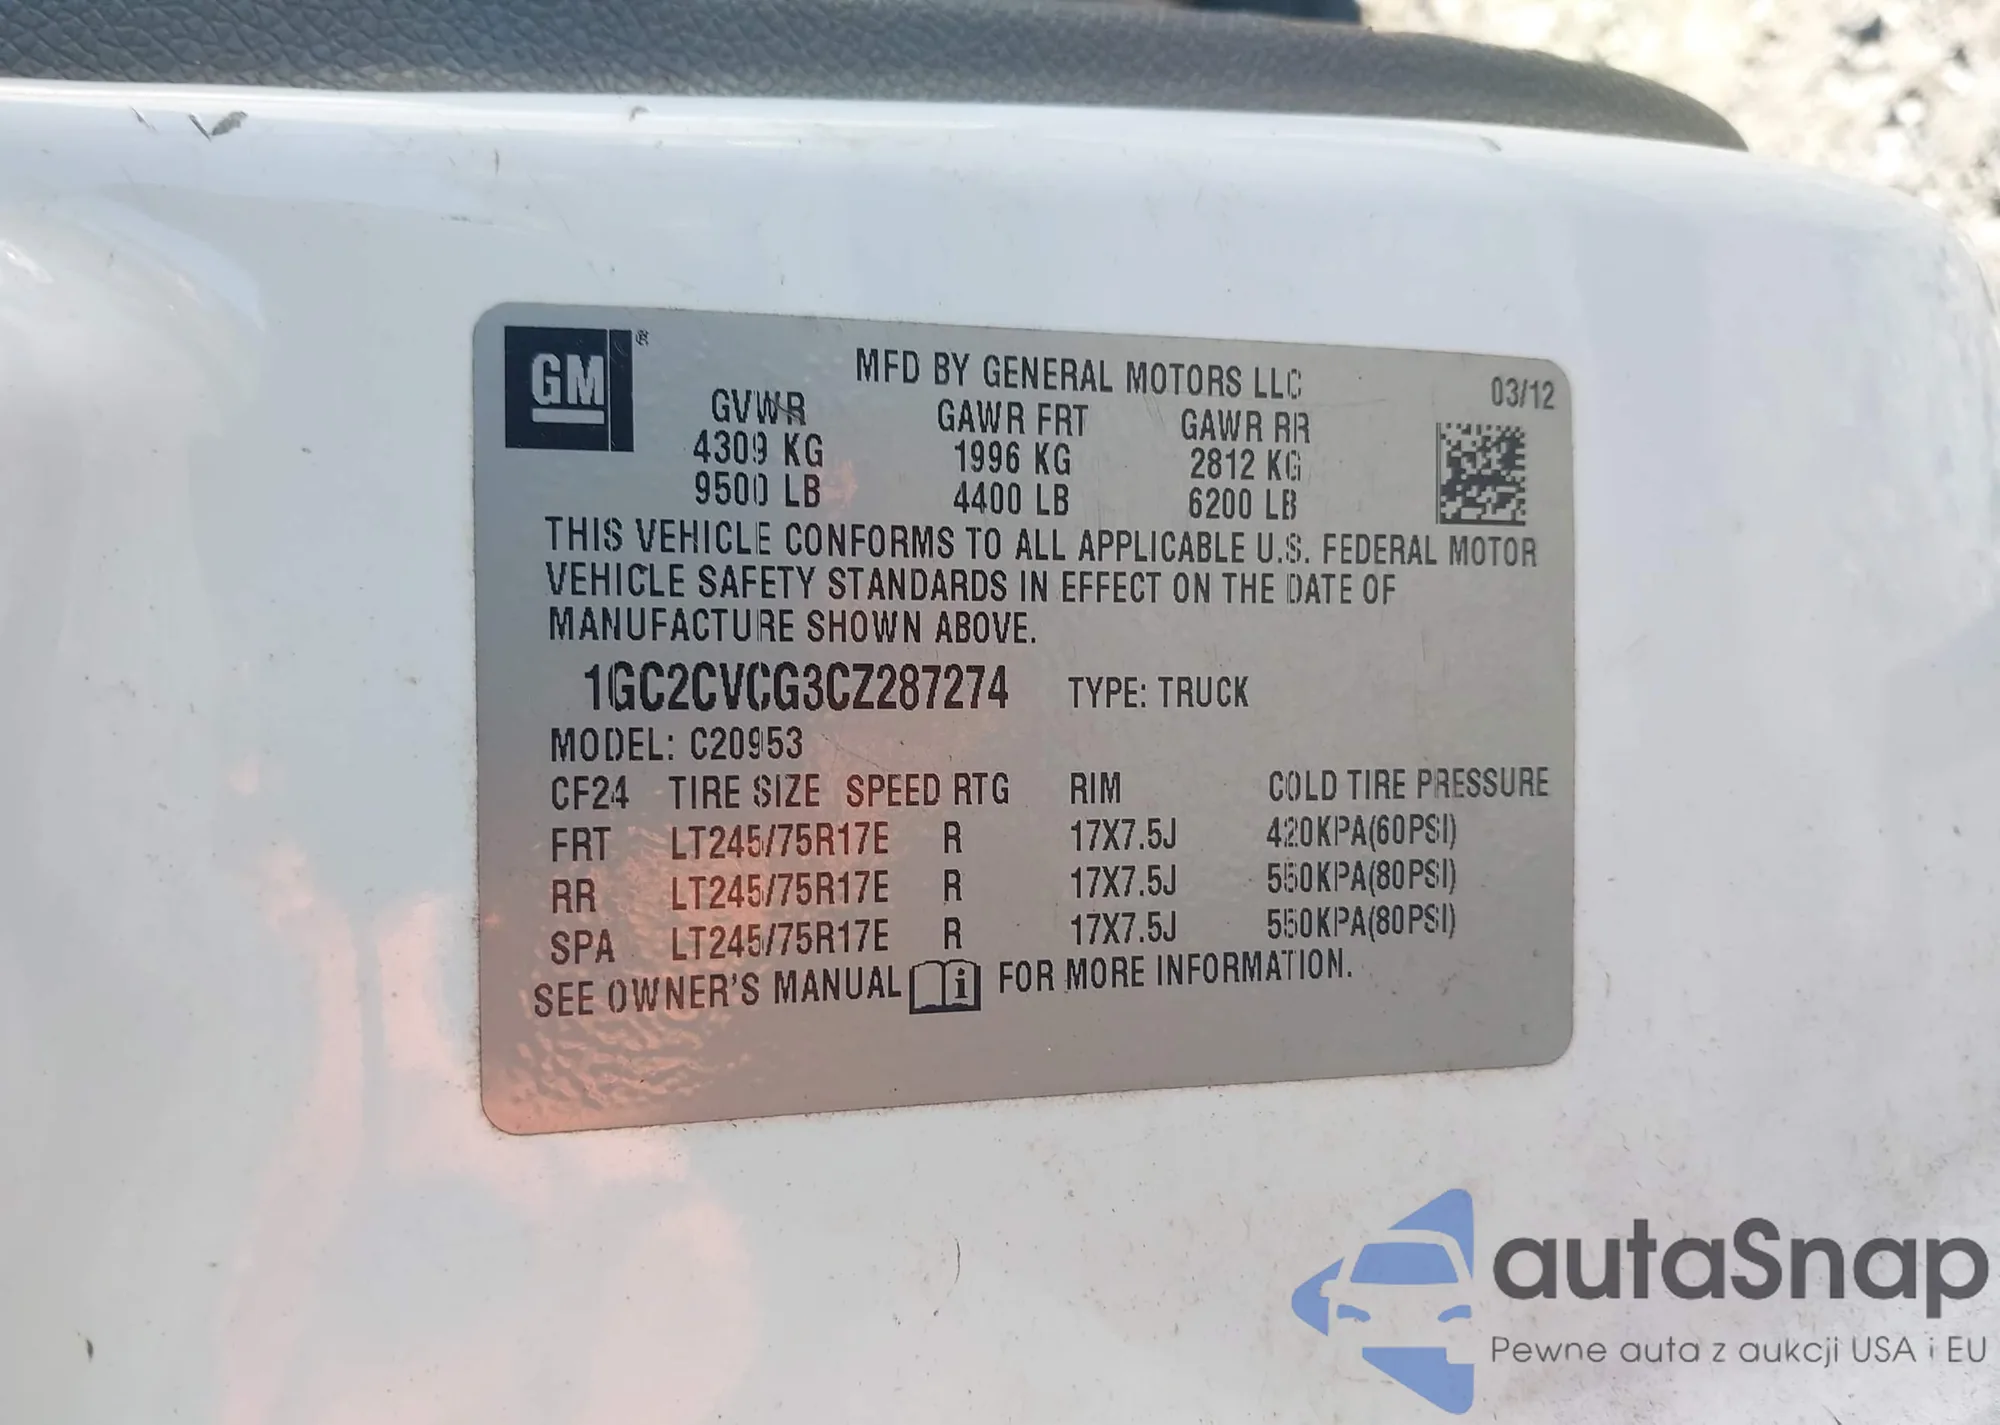 GM ®
MFD BY GENERAL MOTORS LLC 03/12
GVWR GAWR FRT GAWR RR
4309 KG 1996 KG 2812 KG
9500 LB 4400 LB 6200 LB
THIS VEHICLE CONFORMS TO ALL APPLICABLE U.S. FEDERAL MOTOR
VEHICLE SAFETY STANDARDS IN EFFECT ON THE DATE OF
MANUFACTURE SHOWN ABOVE.
1GC2CVCG3CZ287274 TYPE: TRUCK
MODEL: C20953
CF24 TIRE SIZE SPEED RTG RIM COLD TIRE PRESSURE
FRT LT245/75R17E R 17X7.5J 420KPA(60PSI)
RR LT245/75R17E R 17X7.5J 550KPA(80PSI)
SPA LT245/75R17E R 17X7.5J 550KPA(80PSI)
SEE OWNER'S MANUAL i FOR MORE INFORMATION.
autaSnap
Pewne auta z aukcji USA i EU